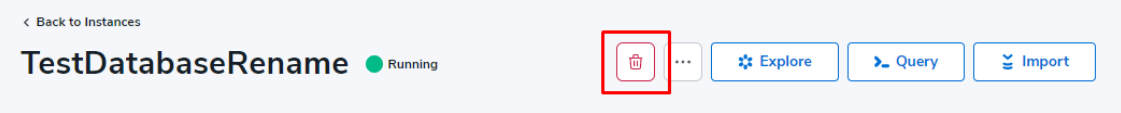 Back to Instances
TestDatabaseRename
Running
Explore
Query
Import